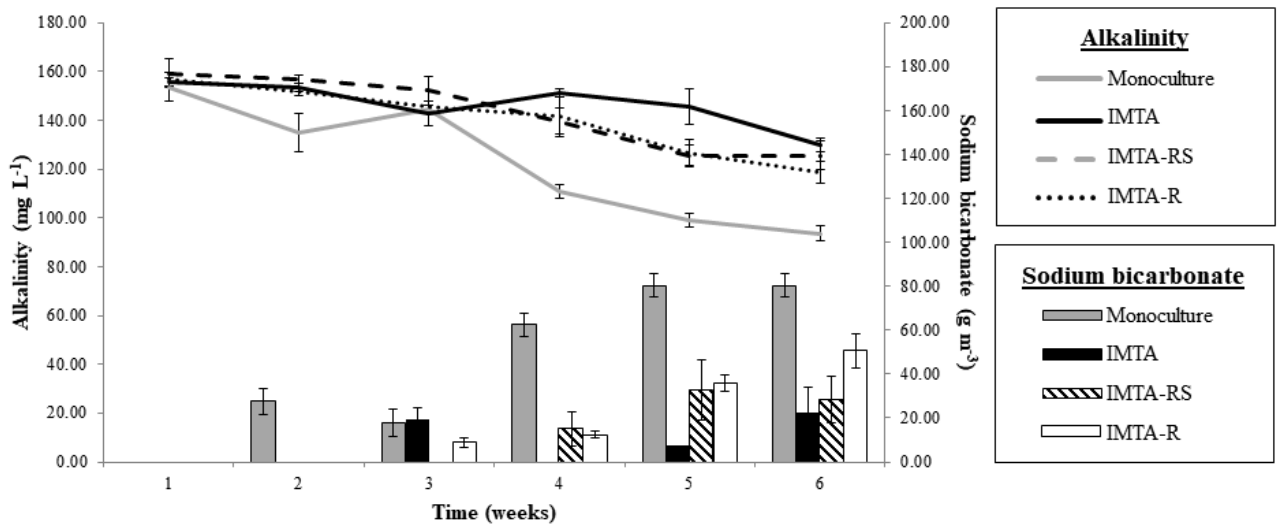 180.00
160.00
140.00
120.00
100.00
80.00
60.00
40.00
20.00
0.00
Alkalinity (mg L-1)
1 2 3 4 5 6
Time (weeks)
200.00
180.00
160.00
140.00
120.00
100.00
80.00
60.00
40.00
20.00
0.00
Sodium bicarbonate (g m-3)
Alkalinity
Monoculture
IMTA
IMTA-RS
IMTA-R
Sodium bicarbonate
Monoculture
IMTA
IMTA-RS
IMTA-R